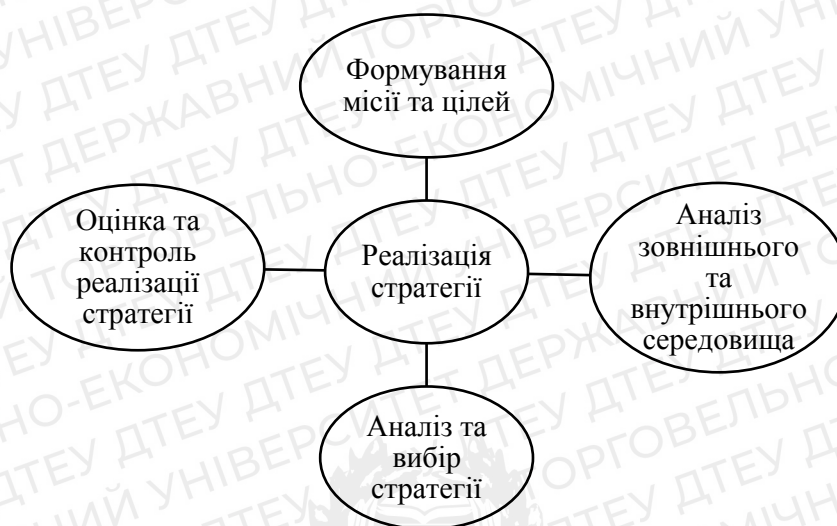 Формування
місії та цілей
Оцінка та
контроль
реалізації
стратегії
Реалізація
стратегії
Аналіз
зовнішнього
та
внутрішнього
середовища
Аналіз та
вибір
стратегії